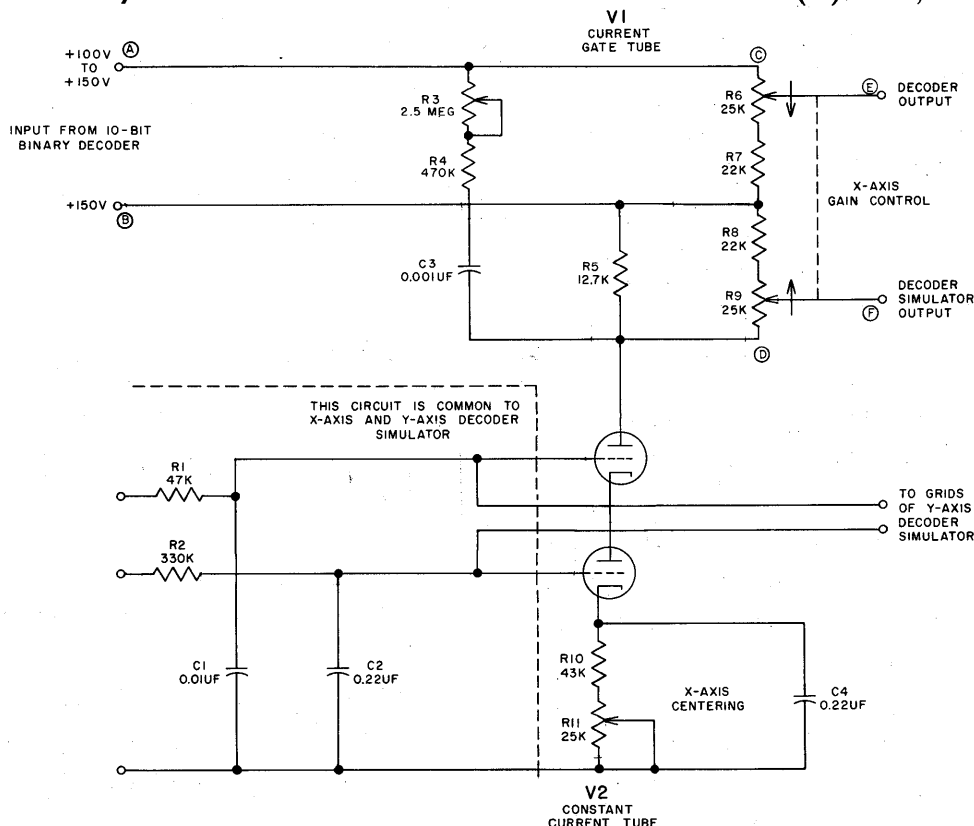 V1
CURRENT
GATE TUBE
+100V
TO
+150V
A
C
R3
2.5 MEG
R6
25K
E
DECODER
OUTPUT
INPUT FROM 10-BIT
BINARY DECODER
R4
470K
R7
22K
X-AXIS
GAIN CONTROL
+150V
B
R8
22K
C3
0.001UF
R5
12.7K
R9
25K
DECODER
SIMULATOR
OUTPUT
F
D
THIS CIRCUIT IS COMMON TO
X-AXIS AND Y-AXIS DECODER
SIMULATOR
R1
47K
TO GRIDS
OF Y-AXIS
DECODER
SIMULATOR
R2
330K
C1
0.01UF
C2
0.22UF
R10
43K
X-AXIS
CENTERING
C4
0.22UF
R11
25K
V2
CONSTANT
CURRENT TUBE